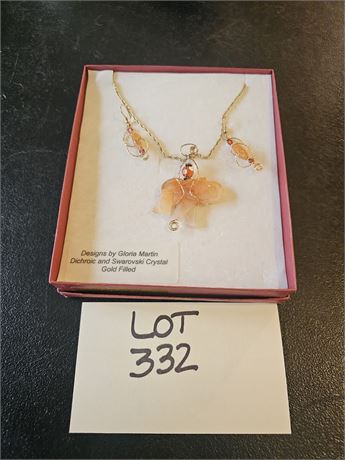 Designs by Gloria Martin
Dichroic and Swarovski Crystal
Gold Filled
LOT
332